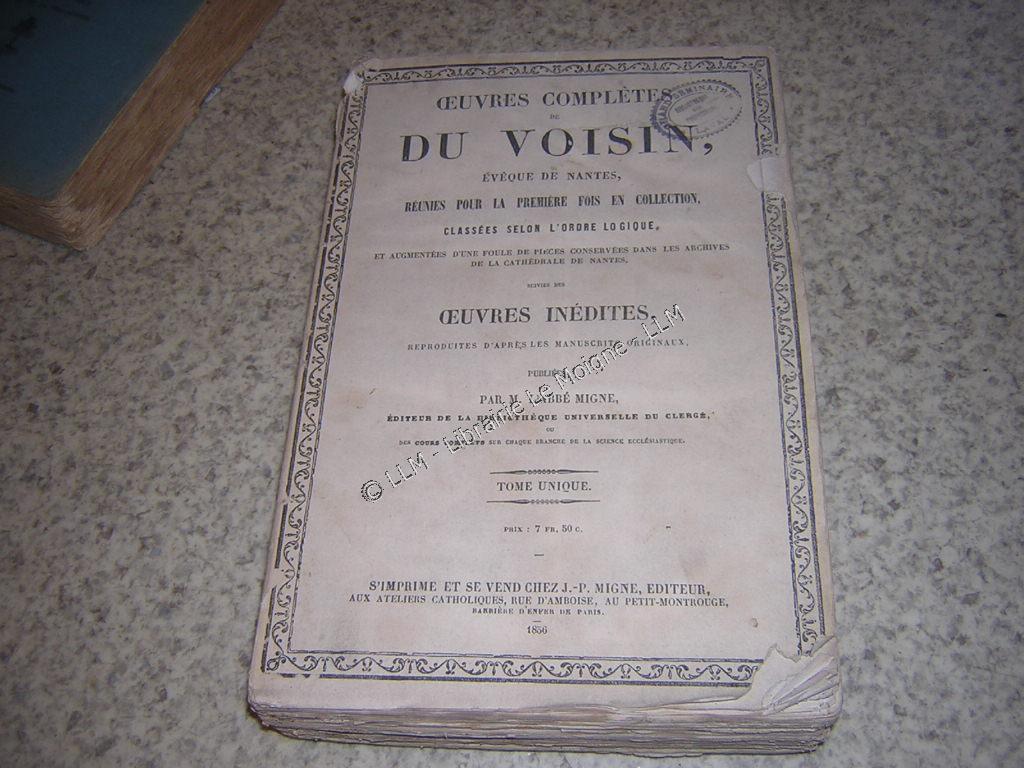 ŒUVRES COMPLÈTES
DE
DU VOISIN,
ÉVÊQUE DE NANTES,
RÉUNIES POUR LA PREMIÈRE FOIS EN COLLECTION,
CLASSÉES SELON L'ORDRE LOGIQUE,
ET AUGMENTÉES D'UNE FOULE DE PIÈCES CONSERVÉES DANS LES ARCHIVES
DE LA CATHÉDRALE DE NANTES,
SUIVIES DES
ŒUVRES INÉDITES,
REPRODUITES D'APRÈS LES MANUSCRITS ORIGINAUX,
PUBLIÉES
PAR M. L'ABBÉ MIGNE,
ÉDITEUR DE LA BIBLIOTHÈQUE UNIVERSELLE DU CLERGÉ,
OU
DES COURS COMPLETS SUR CHAQUE BRANCHE DE LA SCIENCE ECCLÉSIASTIQUE.
TOME UNIQUE.
PRIX : 7 FR. 50 C.
S'IMPRIME ET SE VEND CHEZ J.-P. MIGNE, EDITEUR,
AUX ATELIERS CATHOLIQUES, RUE D'AMBOISE, AU PETIT-MONTROUGE,
BARRIÈRE D'ENFER DE PARIS.
1856
SEMINAIRE
© LLM - Librairie Le Moigne - LLM